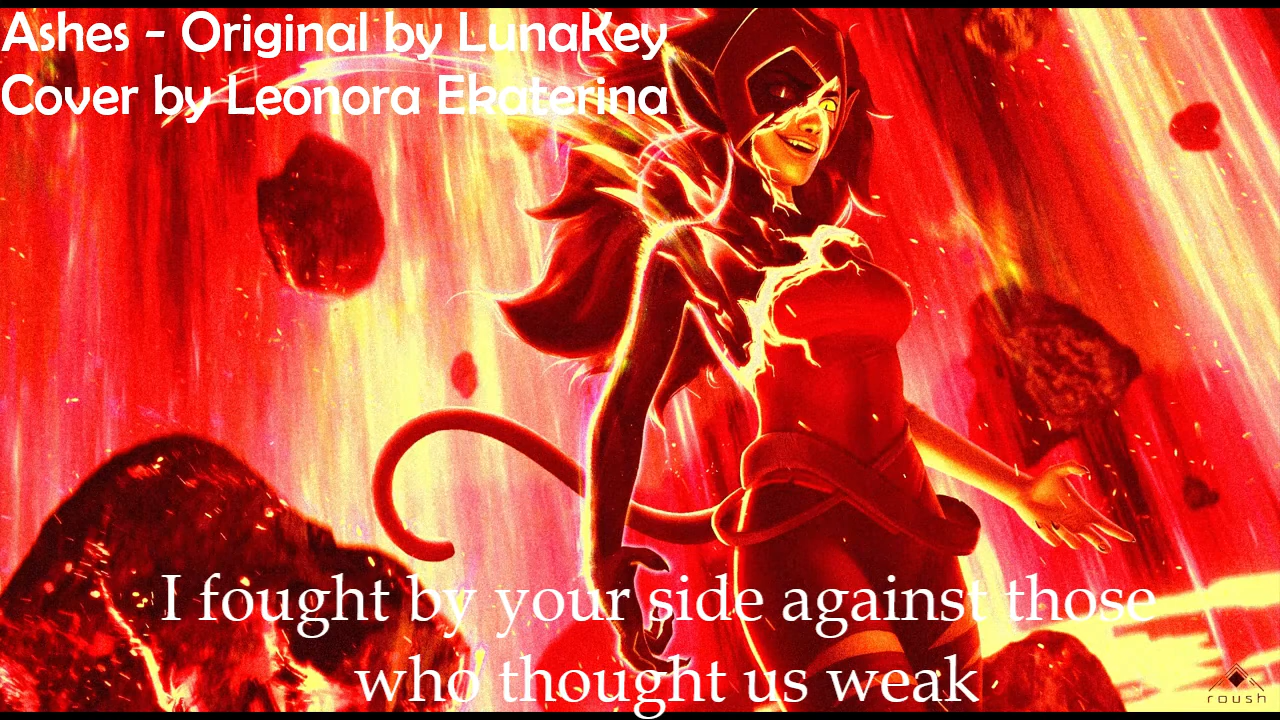 Ashes - Original by LunaKey
Cover by Leonora Ekaterina
I fought by your side against those
who thought us weak
roush